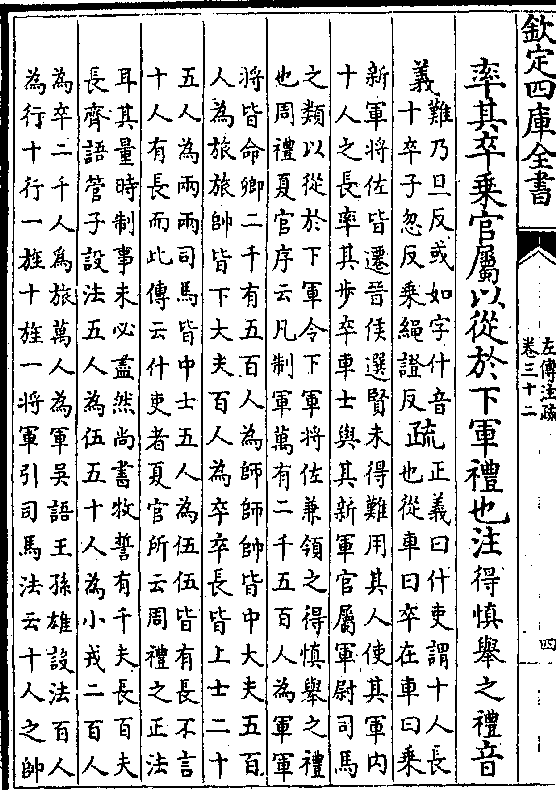 欽定四庫全書
左傳注疏
卷三十二
四
率其卒乘官屬以從於下軍禮也注得慎舉之禮音
義難乃旦反或如字什音
十卒子忽反乘繩證反疏正義曰什吏謂十人長
也從車曰卒在車曰乘
新軍將佐皆遷晉侯選賢未得難用其人使其軍内
十人之長率其步卒車士與其新軍官屬軍尉司馬
之類以從於下軍令下軍將佐兼領之得慎舉之禮
也周禮夏官序云凡制軍萬有二千五百人為軍軍
將皆命卿二千有五百人為師師帥皆中大夫五百
人為旅旅帥皆下大夫百人為卒卒長皆上士二十
五人為兩兩司馬皆中士五人為伍伍皆有長不言
十人有長而此傳云什吏者夏官所云周禮之正法
耳其量時制事未必盡然尚書牧誓有千夫長百夫
長齊語管子設法五人為伍五十人為小戎二百人
為卒二千人為旅萬人為軍吳語王孫雄設法百人
為行十行一旌十旌一將軍引司馬法云十人之帥